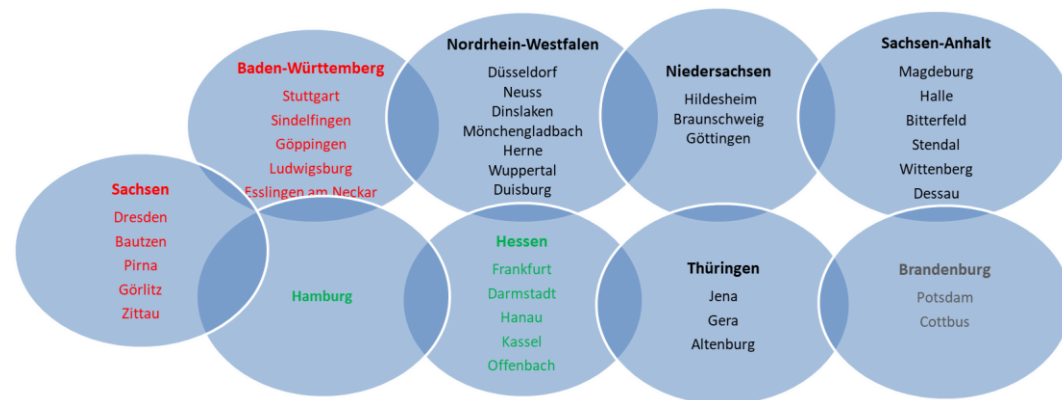 Baden-Württemberg
Stuttgart
Sindelfingen
Göppingen
Ludwigsburg
Esslingen am Neckar
Nordrhein-Westfalen
Düsseldorf
Neuss
Dinslaken
Mönchengladbach
Herne
Wuppertal
Duisburg
Niedersachsen
Hildesheim
Braunschweig
Göttingen
Sachsen-Anhalt
Magdeburg
Halle
Bitterfeld
Stendal
Wittenberg
Dessau
Sachsen
Dresden
Bautzen
Pirna
Görlitz
Zittau
Hamburg
Hessen
Frankfurt
Darmstadt
Hanau
Kassel
Offenbach
Thüringen
Jena
Gera
Altenburg
Brandenburg
Potsdam
Cottbus